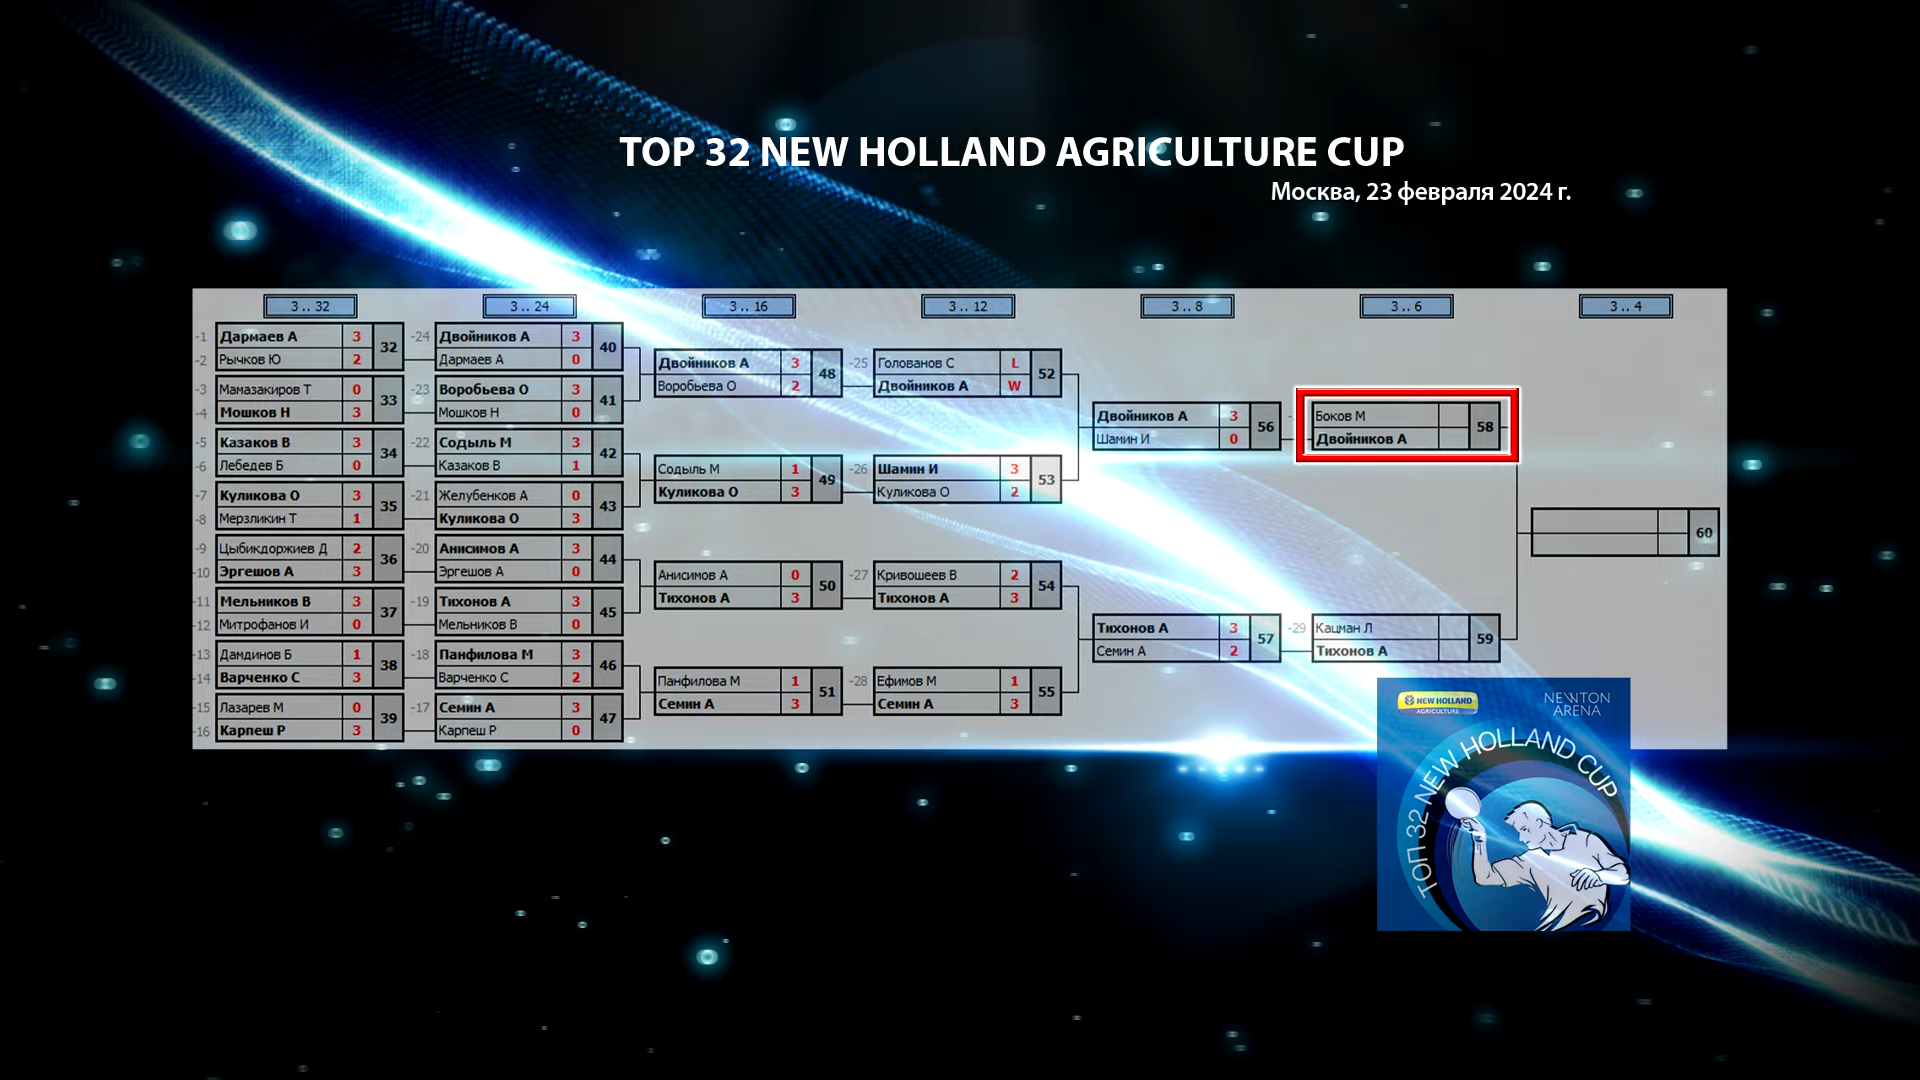 TOP 32 NEW HOLLAND AGRICULTURE CUP
Москва, 23 февраля 2024 г.
3 .. 32
3 .. 24
3 .. 16
3 .. 12
3 .. 8
3 .. 6
3 .. 4
-1 Дармаев А 3
-2 Рычков Ю 2
32
-3 Мамазакиров Т 0
-4 Мошков Н 3
33
-5 Казаков В 3
-6 Лебедев Б 0
34
-7 Куликова О 3
-8 Мерзликин Т 1
35
-9 Цыбикдоржиев Д 2
-10 Эргешов А 3
36
-11 Мельников В 3
-12 Митрофанов И 0
37
-13 Дамдинов Б 1
-14 Варченко С 3
38
-15 Лазарев М 0
-16 Карпеш Р 3
39
-24 Двойников А 3
Дармаев А 0
40
-23 Воробьева О 3
Мошков Н 0
41
-22 Содыль М 3
Казаков В 1
42
-21 Желубенков А 0
Куликова О 3
43
-20 Анисимов А 3
Эргешов А 0
44
-19 Тихонов А 3
Мельников В 0
45
-18 Панфилова М 3
Варченко С 2
46
-17 Семин А 3
Карпеш Р 0
47
Двойников А 3
Воробьева О 2
48
Содыль М 1
Куликова О 3
49
Анисимов А 0
Тихонов А 3
50
Панфилова М 1
Семин А 3
51
-25 Голованов С L
Двойников А W
52
-26 Шамин И 3
Куликова О 2
53
-27 Кривошеев В 2
Тихонов А 3
54
-28 Ефимов М 1
Семин А 3
55
Двойников А 3
Шамин И 0
56
Тихонов А 3
Семин А 2
57
Боков М
Двойников А
58
-29 Кацман Л
Тихонов А
59
60
NEW HOLLAND
AGRICULTURE
NEWTON
ARENA
ТОП 32 NEW HOLLAND CUP